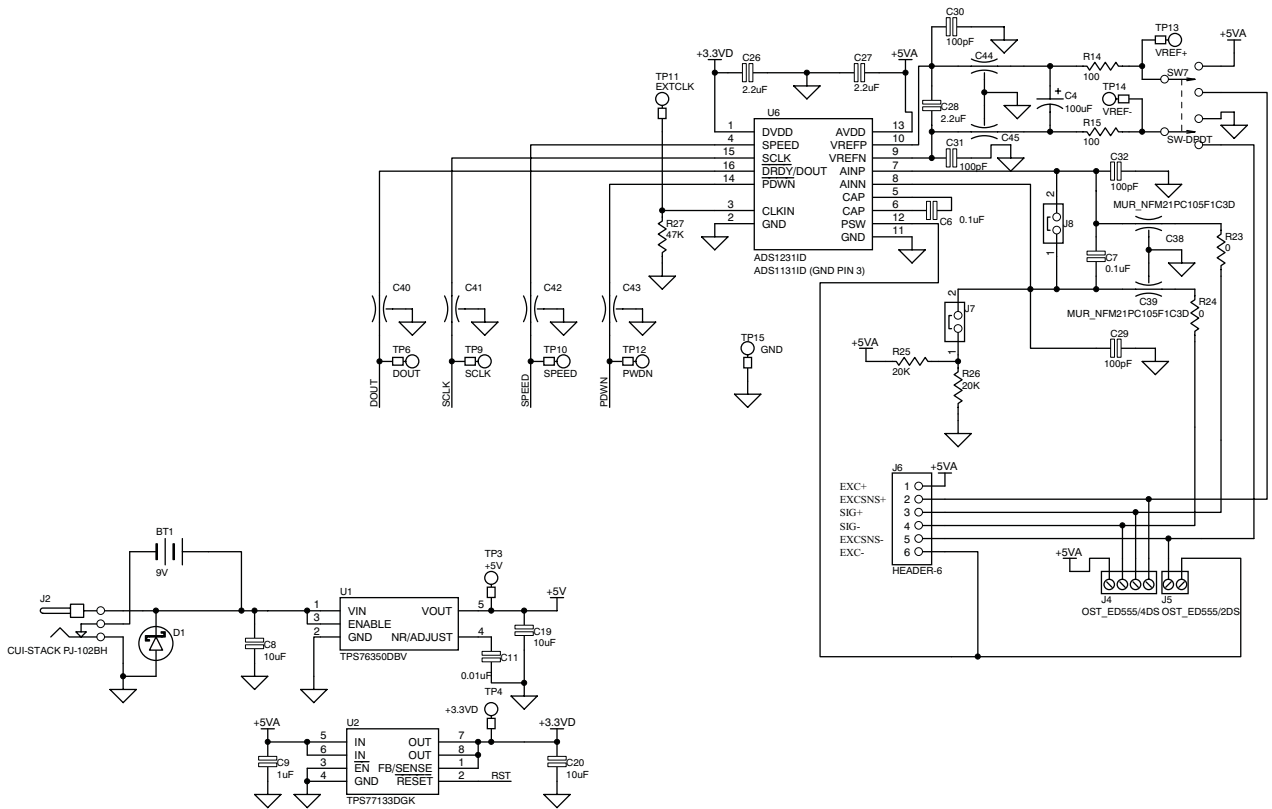 C30
100pF
TP13
VREF+
+5VA
+3.3VD
C26
2.2uF
C27
2.2uF
+5VA
C44
R14
100
SW7
TP14
VREF-
TP11
EXTCLK
C28
2.2uF
+
C4
100uF
U6
R15
100
SW-DPDT
C45
C31
100pF
1 DVDD AVDD 13
4 SPEED VREFP 10
15 SCLK VREFN 9
16 DRDY/DOUT AINP 7
14 PDWN AINN 8
CAP 5
3 CLKIN CAP 6
2 GND PSW 12
GND 11
ADS1231ID
ADS1131ID (GND PIN 3)
C6
0.1uF
R27
47K
C32
100pF
MUR_NFM21PC105F1C3D
2
J8
1
C38
R23
0
C7
0.1uF
C39
R24
0
MUR_NFM21PC105F1C3D
C40
C41
C42
C43
2
J7
1
C29
100pF
TP15
GND
+5VA
R25
20K
R26
20K
TP6
DOUT
TP9
SCLK
TP10
SPEED
TP12
PWDN
DOUT
SCLK
SPEED
PDWN
J6
+5VA
EXC+ 1
EXCSNS+ 2
SIG+ 3
SIG- 4
EXCSNS- 5
EXC- 6
HEADER-6
+5VA
J4
J5
OST_ED555/4DS
OST_ED555/2DS
BT1
9V
J2
CUI-STACK PJ-102BH
D1
C8
10uF
U1
1 VIN VOUT 5
3 ENABLE
2 GND NR/ADJUST 4
TPS76350DBV
TP3
+5V
+5V
C19
10uF
C11
0.01uF
TP4
+3.3VD
+3.3VD
+5VA
C9
1uF
U2
5 IN OUT 7
6 IN OUT 8
3 EN FB/SENSE 1
4 GND RESET 2
RST
TPS77133DGK
C20
10uF